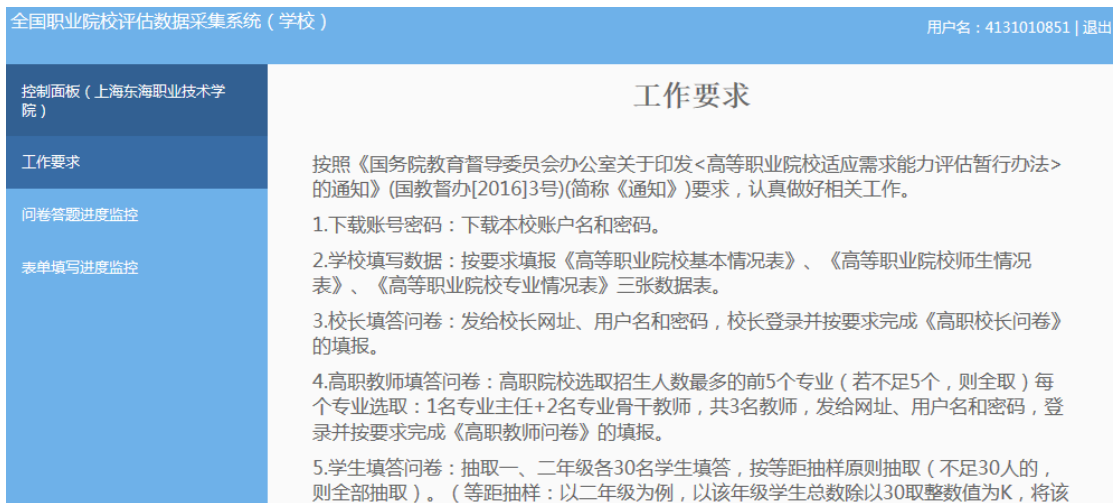 全国职业院校评估数据采集系统（学校）
用户名：4131010851 | 退出
控制面板（上海东海职业技术学
院）
工作要求
问卷答题进度监控
表单填写进度监控
工作要求
按照《国务院教育督导委员会办公室关于印发<高等职业院校适应需求能力评估暂行办法>
的通知》(国教督办[2016]3号)(简称《通知》)要求，认真做好相关工作。
1.下载账号密码：下载本校账户名和密码。
2.学校填写数据：按要求填报《高等职业院校基本情况表》、《高等职业院校师生情况
表》、《高等职业院校专业情况表》三张数据表。
3.校长填答问卷：发给校长网址、用户名和密码，校长登录并按要求完成《高职校长问卷》
的填报。
4.高职教师填答问卷：高职院校选取招生人数最多的前5个专业（若不足5个，则全取）每
个专业选取：1名专业主任+2名专业骨干教师，共3名教师，发给网址、用户名和密码，登
录并按要求完成《高职教师问卷》的填报。
5.学生填答问卷：抽取一、二年级各30名学生填答，按等距抽样原则抽取（不足30人的，
则全部抽取）。（等距抽样：以二年级为例，以该年级学生总数除以30取整数值为K，将该